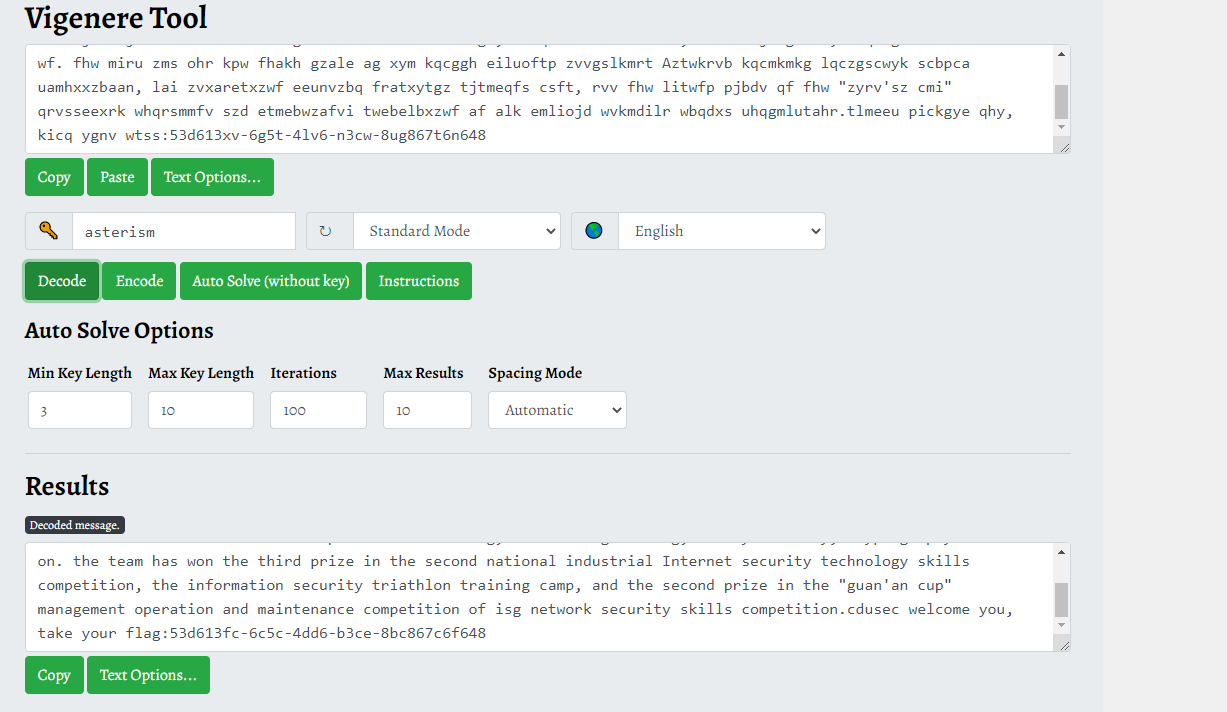 Vigenere Tool
wf. fhw miru zms ohr kpw fhakh gzale ag xym kqcggh eiluoftp zvvgslkmrt Aztwkrvb kqcmkmkg lqczgscwyk scbpca
uamhxxzbaan, lai zvxaretxzwf eeunvzbq fratxytgz tjtmeqfs csft, rvv fhw litwfp pjbdv qf fhw "zyrv'sz cmi"
qrvsseexrk whqrsmmfv szd etmebwzafvi twebelbxzwf af alk emliojd wvkmdilr wbqdxs uhqgmlutahr.tlmeeu pickgye qhy,
kicq ygnv wtss:53d613xv-6g5t-4lv6-n3cw-8ug867t6n648
Copy Paste Text Options...
asterism Standard Mode English
Decode Encode Auto Solve (without key) Instructions
Auto Solve Options
Min Key Length Max Key Length Iterations Max Results Spacing Mode
3 10 100 10 Automatic
Results
Decoded message.
on. the team has won the third prize in the second national industrial Internet security technology skills
competition, the information security triathlon training camp, and the second prize in the "guan'an cup"
management operation and maintenance competition of isg network security skills competition.cdusec welcome you,
take your flag:53d613fc-6c5c-4dd6-b3ce-8bc867c6f648
Copy Text Options...